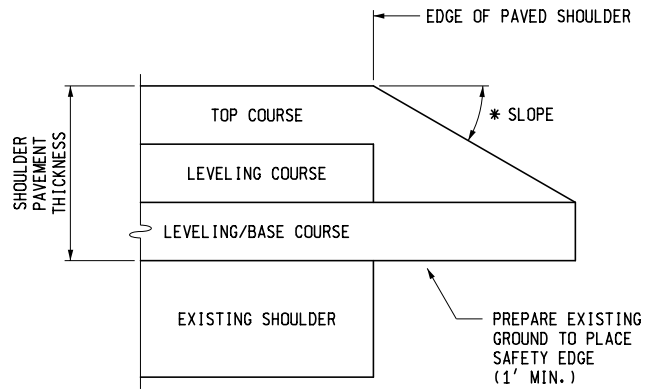 EDGE OF PAVED SHOULDER
TOP COURSE
* SLOPE
SHOULDER
PAVEMENT
THICKNESS
LEVELING COURSE
LEVELING/BASE COURSE
EXISTING SHOULDER
PREPARE EXISTING
GROUND TO PLACE
SAFETY EDGE
(1' MIN.)